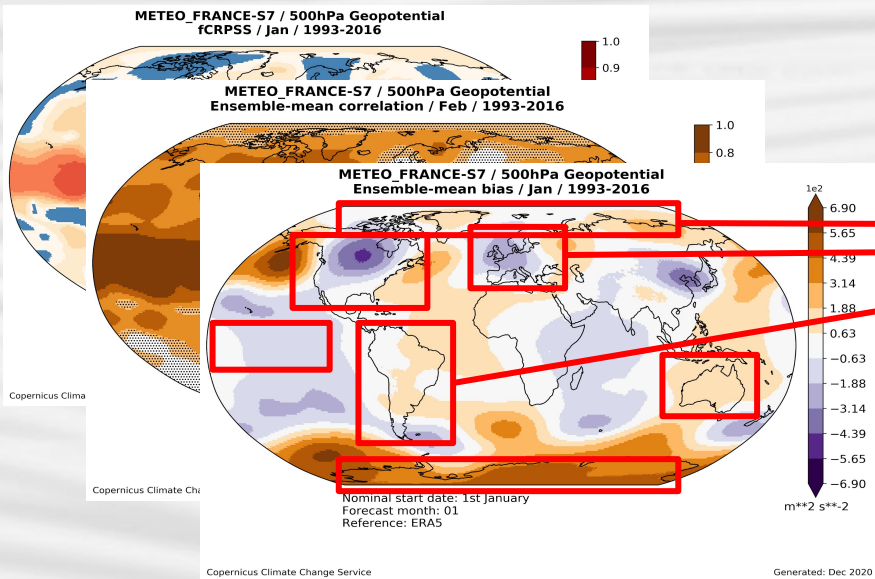 METEO_FRANCE-S7 / 500hPa Geopotential
fCRPSS / Jan / 1993-2016
1.0
0.9
Copernicus Clima
METEO_FRANCE-S7 / 500hPa Geopotential
Ensemble-mean correlation / Feb / 1993-2016
1.0
0.8
Copernicus Climate Cha
METEO_FRANCE-S7 / 500hPa Geopotential
Ensemble-mean bias / Jan / 1993-2016
1e2
6.90
5.65
4.39
3.14
1.88
0.63
−0.63
−1.88
−3.14
−4.39
−5.65
−6.90
m**2 s**-2
Nominal start date: 1st January
Forecast month: 01
Reference: ERA5
Copernicus Climate Change Service
Generated: Dec 2020